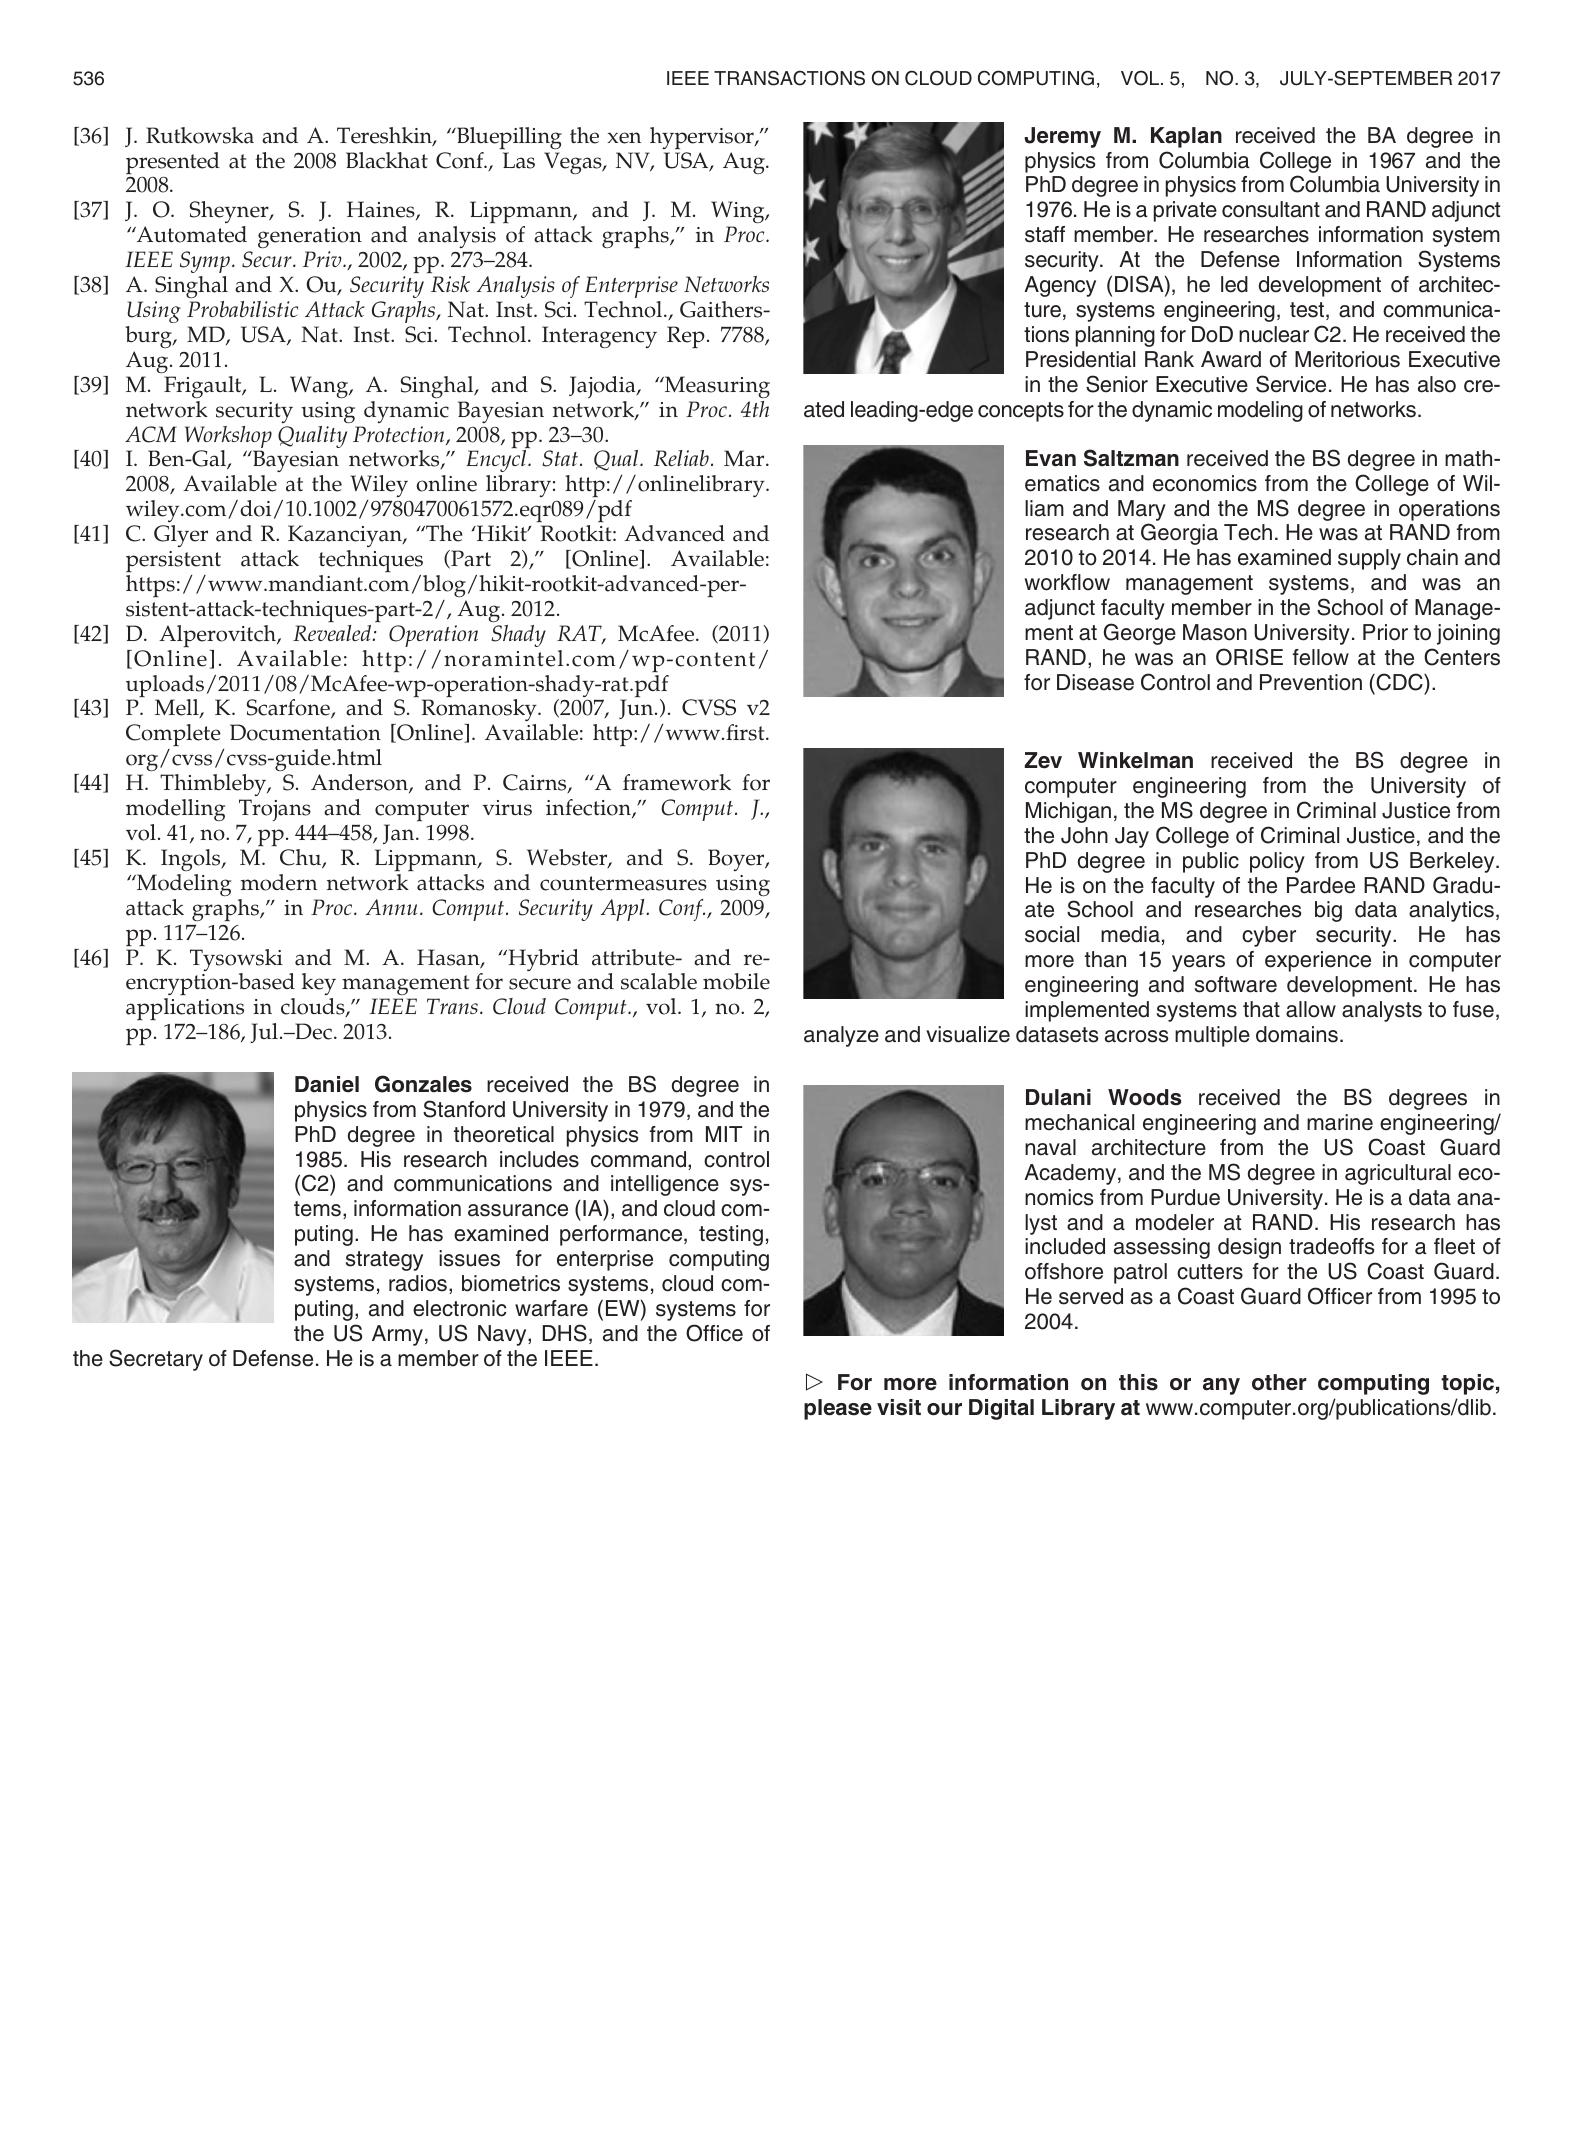 536
IEEE TRANSACTIONS ON CLOUD COMPUTING, VOL. 5, NO. 3, JULY-SEPTEMBER 2017
[36] J. Rutkowska and A. Tereshkin, “Bluepilling the xen hypervisor,”
presented at the 2008 Blackhat Conf., Las Vegas, NV, USA, Aug.
2008.
[37] J. O. Sheyner, S. J. Haines, R. Lippmann, and J. M. Wing,
“Automated generation and analysis of attack graphs,” in Proc.
IEEE Symp. Secur. Priv., 2002, pp. 273–284.
[38] A. Singhal and X. Ou, Security Risk Analysis of Enterprise Networks
Using Probabilistic Attack Graphs, Nat. Inst. Sci. Technol., Gaithers-
burg, MD, USA, Nat. Inst. Sci. Technol. Interagency Rep. 7788,
Aug. 2011.
[39] M. Frigault, L. Wang, A. Singhal, and S. Jajodia, “Measuring
network security using dynamic Bayesian network,” in Proc. 4th
ACM Workshop Quality Protection, 2008, pp. 23–30.
[40] I. Ben-Gal, “Bayesian networks,” Encycl. Stat. Qual. Reliab. Mar.
2008, Available at the Wiley online library: http://onlinelibrary.
wiley.com/doi/10.1002/9780470061572.eqr089/pdf
[41] C. Glyer and R. Kazanciyan, “The ‘Hikit’ Rootkit: Advanced and
persistent attack techniques (Part 2),” [Online]. Available:
https://www.mandiant.com/blog/hikit-rootkit-advanced-per-
sistent-attack-techniques-part-2/, Aug. 2012.
[42] D. Alperovitch, Revealed: Operation Shady RAT, McAfee. (2011)
[Online]. Available: http://noramintel.com/wp-content/
uploads/2011/08/McAfee-wp-operation-shady-rat.pdf
[43] P. Mell, K. Scarfone, and S. Romanosky. (2007, Jun.). CVSS v2
Complete Documentation [Online]. Available: http://www.first.
org/cvss/cvss-guide.html
[44] H. Thimbleby, S. Anderson, and P. Cairns, “A framework for
modelling Trojans and computer virus infection,” Comput. J.,
vol. 41, no. 7, pp. 444–458, Jan. 1998.
[45] K. Ingols, M. Chu, R. Lippmann, S. Webster, and S. Boyer,
“Modeling modern network attacks and countermeasures using
attack graphs,” in Proc. Annu. Comput. Security Appl. Conf., 2009,
pp. 117–126.
[46] P. K. Tysowski and M. A. Hasan, “Hybrid attribute- and re-
encryption-based key management for secure and scalable mobile
applications in clouds,” IEEE Trans. Cloud Comput., vol. 1, no. 2,
pp. 172–186, Jul.–Dec. 2013.
Daniel Gonzales received the BS degree in
physics from Stanford University in 1979, and the
PhD degree in theoretical physics from MIT in
1985. His research includes command, control
(C2) and communications and intelligence sys-
tems, information assurance (IA), and cloud com-
puting. He has examined performance, testing,
and strategy issues for enterprise computing
systems, radios, biometrics systems, cloud com-
puting, and electronic warfare (EW) systems for
the US Army, US Navy, DHS, and the Office of
the Secretary of Defense. He is a member of the IEEE.
Jeremy M. Kaplan received the BA degree in
physics from Columbia College in 1967 and the
PhD degree in physics from Columbia University in
1976. He is a private consultant and RAND adjunct
staff member. He researches information system
security. At the Defense Information Systems
Agency (DISA), he led development of architec-
ture, systems engineering, test, and communica-
tions planning for DoD nuclear C2. He received the
Presidential Rank Award of Meritorious Executive
in the Senior Executive Service. He has also cre-
ated leading-edge concepts for the dynamic modeling of networks.
Evan Saltzman received the BS degree in math-
ematics and economics from the College of Wil-
liam and Mary and the MS degree in operations
research at Georgia Tech. He was at RAND from
2010 to 2014. He has examined supply chain and
workflow management systems, and was an
adjunct faculty member in the School of Manage-
ment at George Mason University. Prior to joining
RAND, he was an ORISE fellow at the Centers
for Disease Control and Prevention (CDC).
Zev Winkelman received the BS degree in
computer engineering from the University of
Michigan, the MS degree in Criminal Justice from
the John Jay College of Criminal Justice, and the
PhD degree in public policy from US Berkeley.
He is on the faculty of the Pardee RAND Gradu-
ate School and researches big data analytics,
social media, and cyber security. He has
more than 15 years of experience in computer
engineering and software development. He has
implemented systems that allow analysts to fuse,
analyze and visualize datasets across multiple domains.
Dulani Woods received the BS degrees in
mechanical engineering and marine engineering/
naval architecture from the US Coast Guard
Academy, and the MS degree in agricultural eco-
nomics from Purdue University. He is a data ana-
lyst and a modeler at RAND. His research has
included assessing design tradeoffs for a fleet of
offshore patrol cutters for the US Coast Guard.
He served as a Coast Guard Officer from 1995 to
2004.
▷ For more information on this or any other computing topic,
please visit our Digital Library at www.computer.org/publications/dlib.